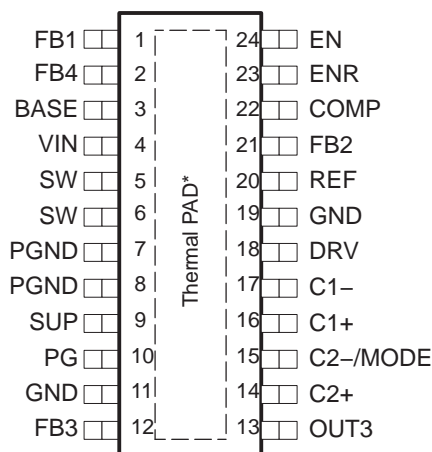 FB1 1 24 EN
FB4 2 23 ENR
BASE 3 22 COMP
VIN 4 21 FB2
SW 5 20 REF
SW 6 19 GND
PGND 7 18 DRV
PGND 8 17 C1−
SUP 9 16 C1+
PG 10 15 C2−/MODE
GND 11 14 C2+
FB3 12 13 OUT3
Thermal PAD*